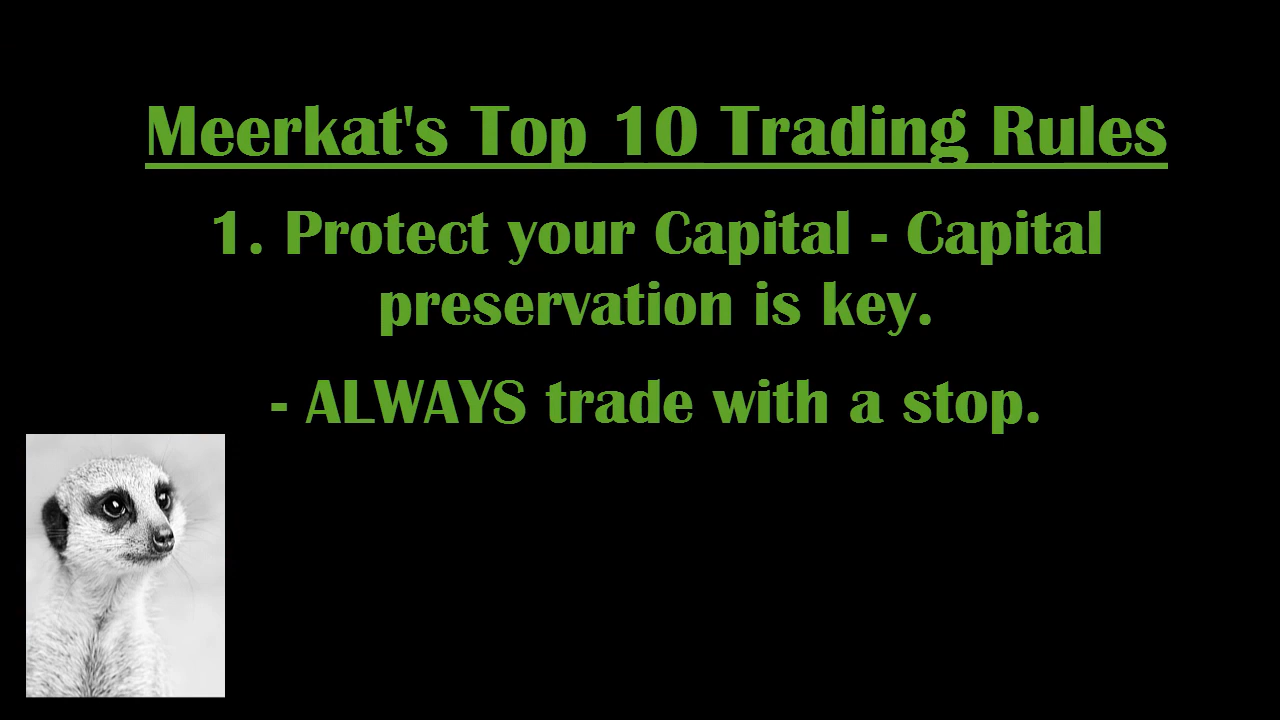 Meerkat's Top 10 Trading Rules
1. Protect your Capital - Capital
preservation is key.
- ALWAYS trade with a stop.